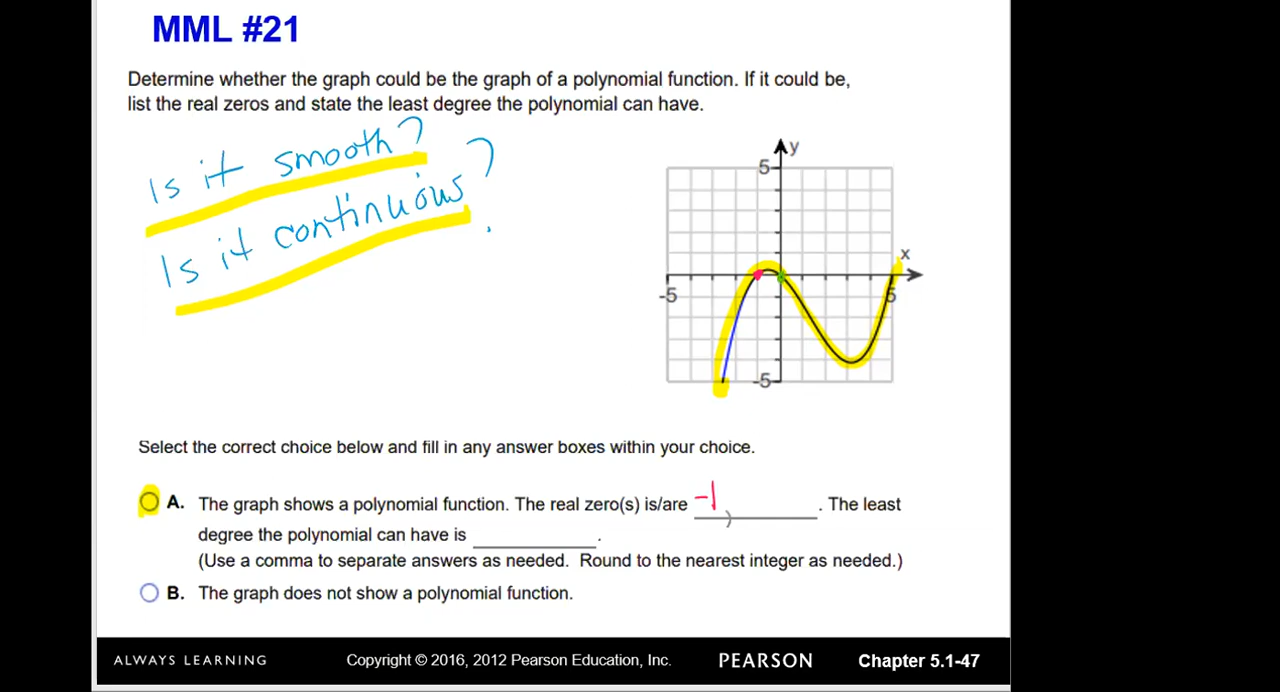 MML #21
Determine whether the graph could be the graph of a polynomial function. If it could be,
list the real zeros and state the least degree the polynomial can have.
Is it smooth?
Is it continuous?
y
5
x
-5
5
-5
Select the correct choice below and fill in any answer boxes within your choice.
A. The graph shows a polynomial function. The real zero(s) is/are -1, . The least
degree the polynomial can have is .
(Use a comma to separate answers as needed. Round to the nearest integer as needed.)
B. The graph does not show a polynomial function.
ALWAYS LEARNING Copyright © 2016, 2012 Pearson Education, Inc. PEARSON Chapter 5.1-47